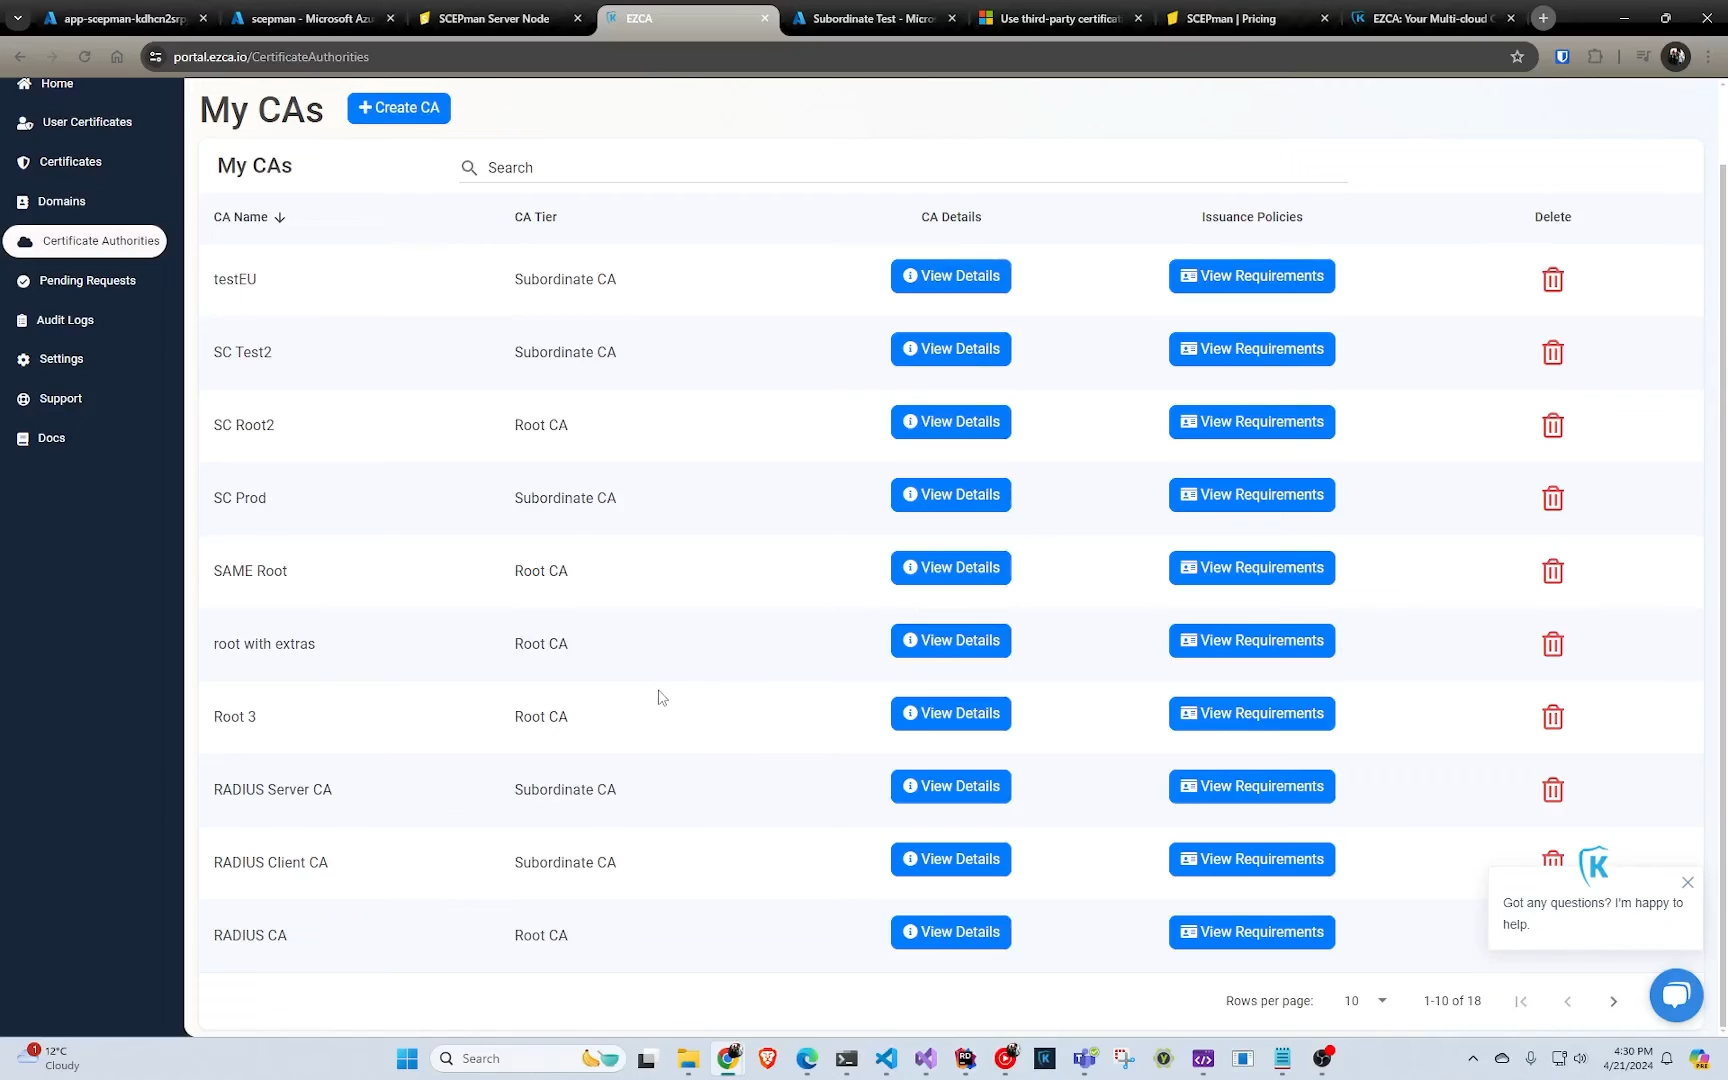 app-scepman-kdhcn2srp
scepman - Microsoft Azu
SCEPman Server Node
EZCA
Subordinate Test - Micro
Use third-party certificat
SCEPman | Pricing
EZCA: Your Multi-cloud C
portal.ezca.io/CertificateAuthorities
Home
User Certificates
Certificates
Domains
Certificate Authorities
Pending Requests
Audit Logs
Settings
Support
Docs
My CAs
Create CA
My CAs
Search
CA Name CA Tier CA Details Issuance Policies Delete
testEU Subordinate CA View Details View Requirements
SC Test2 Subordinate CA View Details View Requirements
SC Root2 Root CA View Details View Requirements
SC Prod Subordinate CA View Details View Requirements
SAME Root Root CA View Details View Requirements
root with extras Root CA View Details View Requirements
Root 3 Root CA View Details View Requirements
RADIUS Server CA Subordinate CA View Details View Requirements
RADIUS Client CA Subordinate CA View Details View Requirements
RADIUS CA Root CA View Details View Requirements
K
Got any questions? I'm happy to
help.
Rows per page: 10 1-10 of 18
1
12°C
Cloudy
Search
4:30 PM
4/21/2024